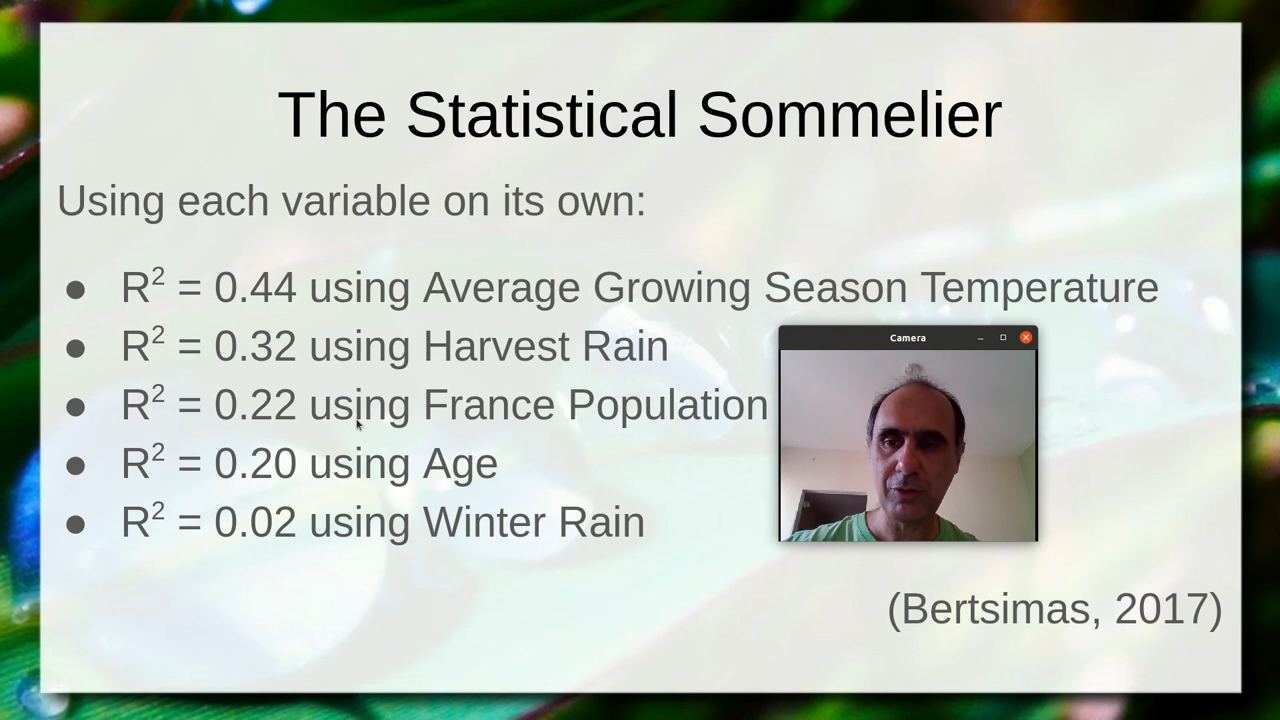 The Statistical Sommelier
Using each variable on its own:
● R² = 0.44 using Average Growing Season Temperature
● R² = 0.32 using Harvest Rain
● R² = 0.22 using France Population
● R² = 0.20 using Age
● R² = 0.02 using Winter Rain
Camera
(Bertsimas, 2017)